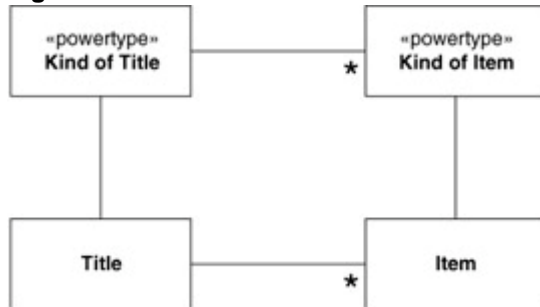 «powertype»
Kind of Title
«powertype»
Kind of Item
*
Title
Item
*